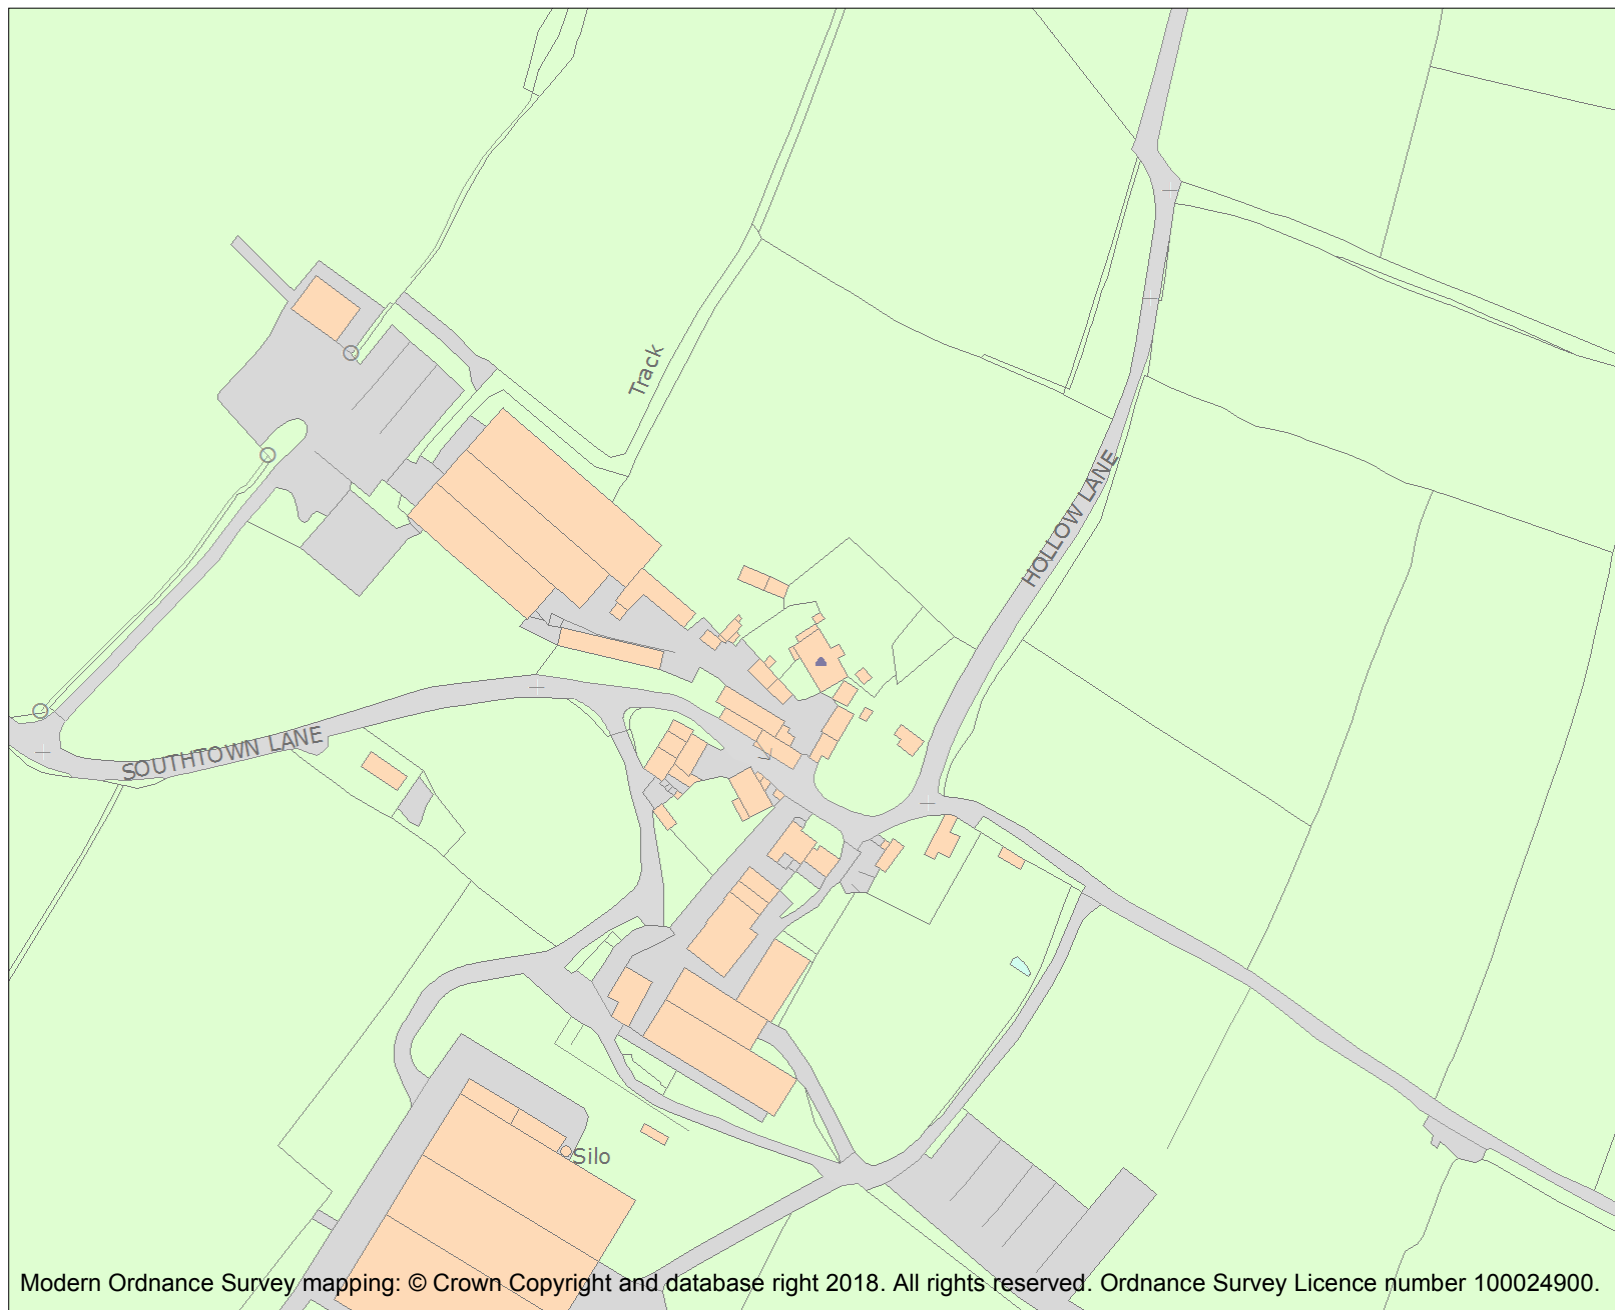 Track
HOLLOW LANE
SOUTHTOWN LANE
Silo
Modern Ordnance Survey mapping: © Crown Copyright and database right 2018. All rights reserved. Ordnance Survey Licence number 100024900.